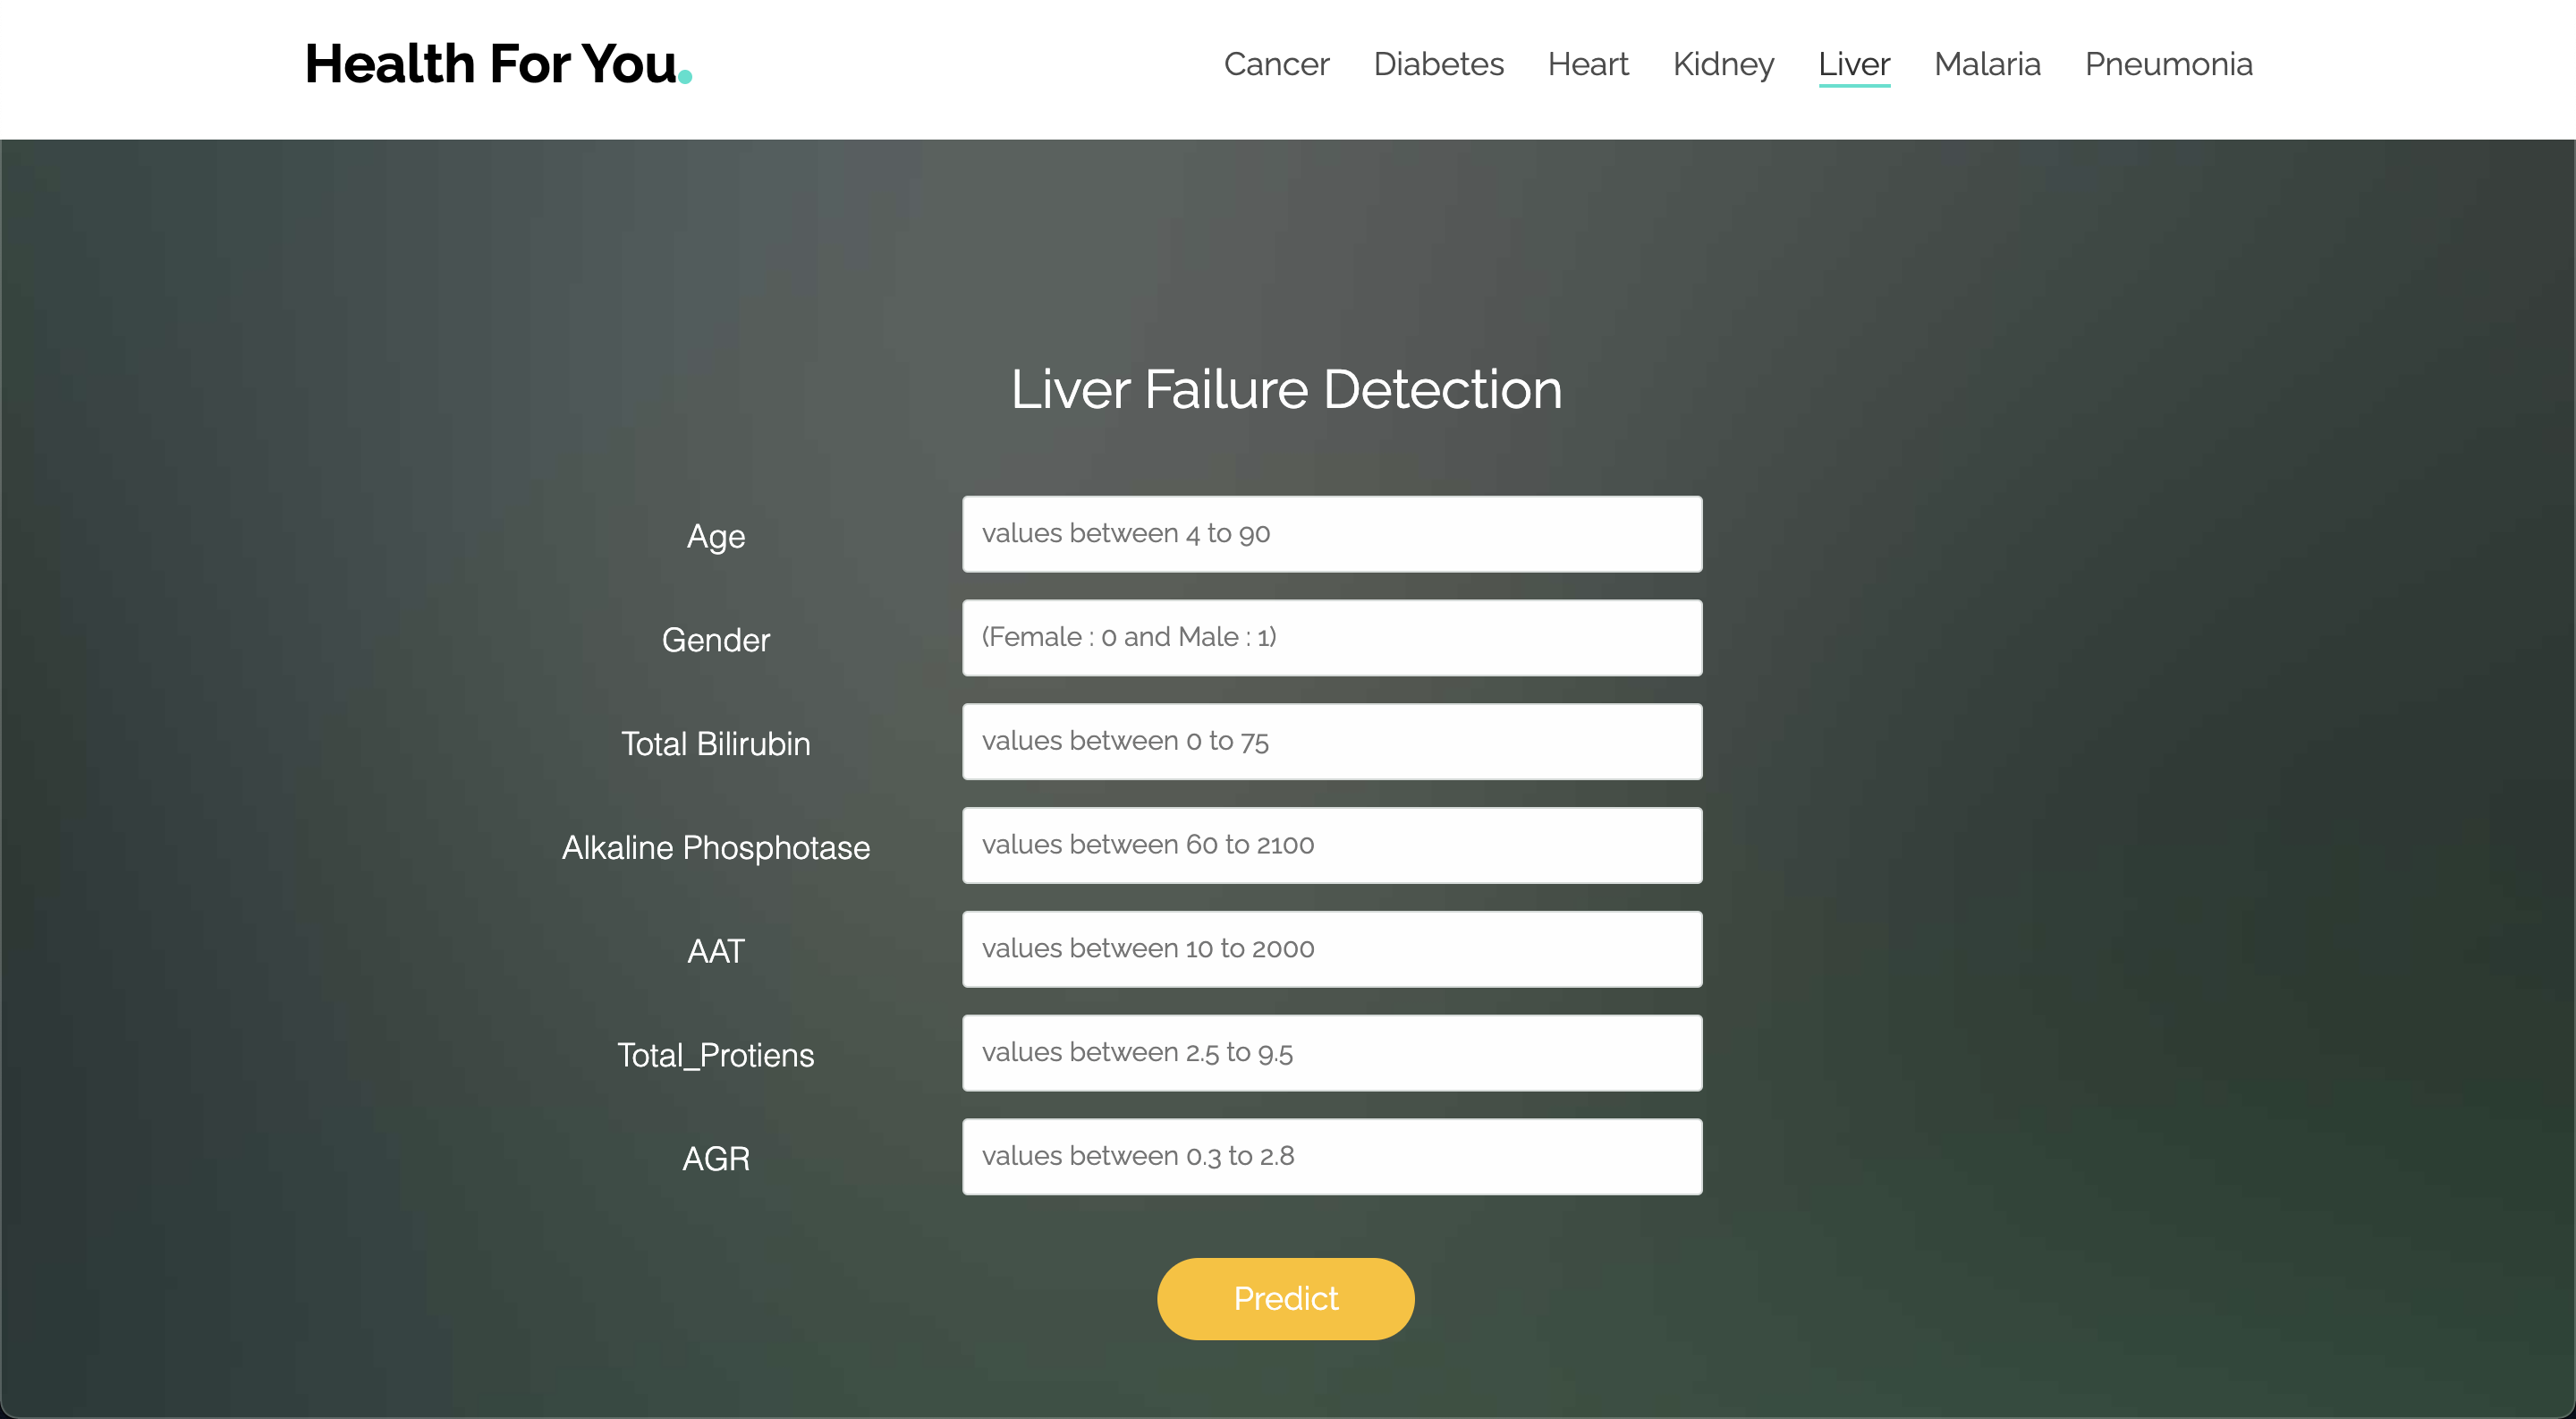 Health For You.
Cancer Diabetes Heart Kidney Liver Malaria Pneumonia
Liver Failure Detection
Age values between 4 to 90
Gender (Female : 0 and Male : 1)
Total Bilirubin values between 0 to 75
Alkaline Phosphotase values between 60 to 2100
AAT values between 10 to 2000
Total_Protiens values between 2.5 to 9.5
AGR values between 0.3 to 2.8
Predict